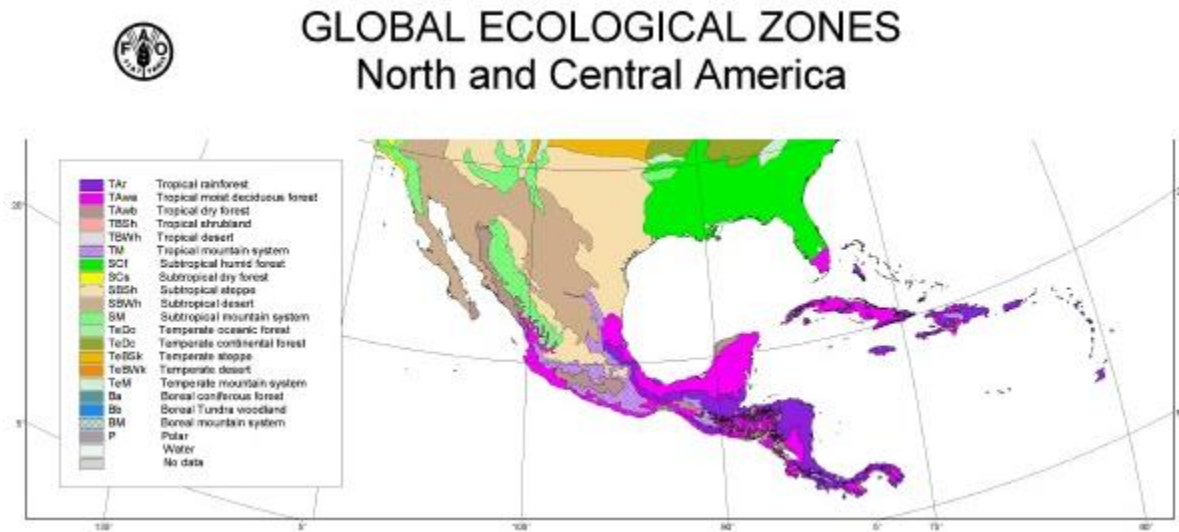 GLOBAL ECOLOGICAL ZONES
North and Central America
FAO
FIAT PANIS
TAr Tropical rainforest
TAwa Tropical moist deciduous forest
TAwb Tropical dry forest
TBSh Tropical shrubland
TBWh Tropical desert
TM Tropical mountain system
SCf Subtropical humid forest
SCs Subtropical dry forest
SBSh Subtropical steppe
SBWh Subtropical desert
SM Subtropical mountain system
TeDo Temperate oceanic forest
TeDc Temperate continental forest
TeBSk Temperate steppe
TeBWk Temperate desert
TeM Temperate mountain system
Ba Boreal coniferous forest
Bb Boreal Tundra woodland
BM Boreal mountain system
P Polar
Water
No data